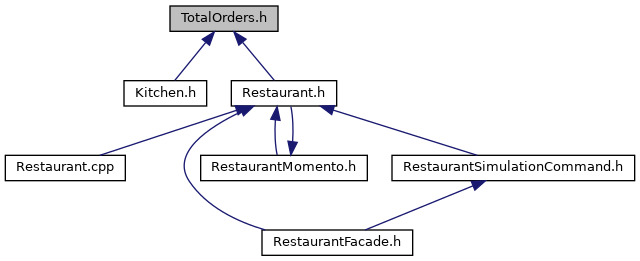 TotalOrders.h
Kitchen.h
Restaurant.h
Restaurant.cpp
RestaurantMomento.h
RestaurantSimulationCommand.h
RestaurantFacade.h